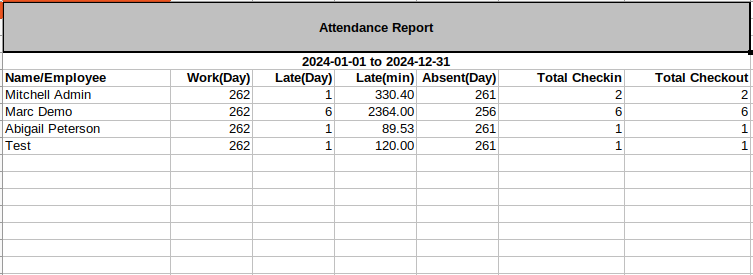 Attendance Report
2024-01-01 to 2024-12-31
Name/Employee Work(Day) Late(Day) Late(min) Absent(Day) Total Checkin Total Checkout
Mitchell Admin 262 1 330.40 261 2 2
Marc Demo 262 6 2364.00 256 6 6
Abigail Peterson 262 1 89.53 261 1 1
Test 262 1 120.00 261 1 1